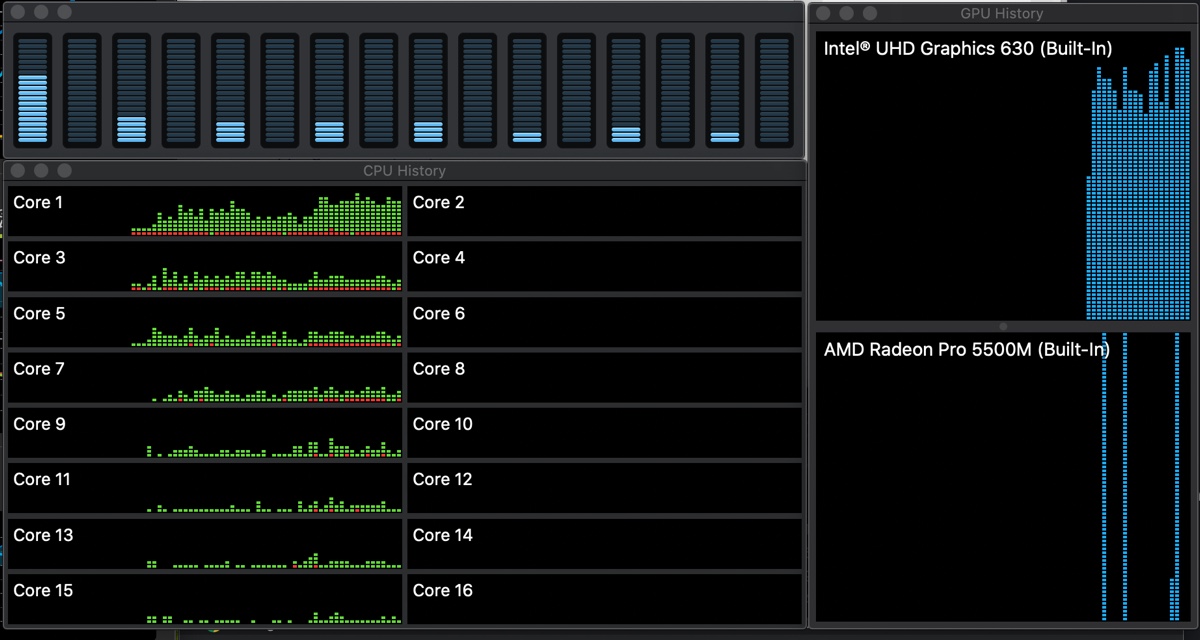 GPU History
Intel® UHD Graphics 630 (Built-In)
AMD Radeon Pro 5500M (Built-In)
CPU History
Core 1
Core 2
Core 3
Core 4
Core 5
Core 6
Core 7
Core 8
Core 9
Core 10
Core 11
Core 12
Core 13
Core 14
Core 15
Core 16